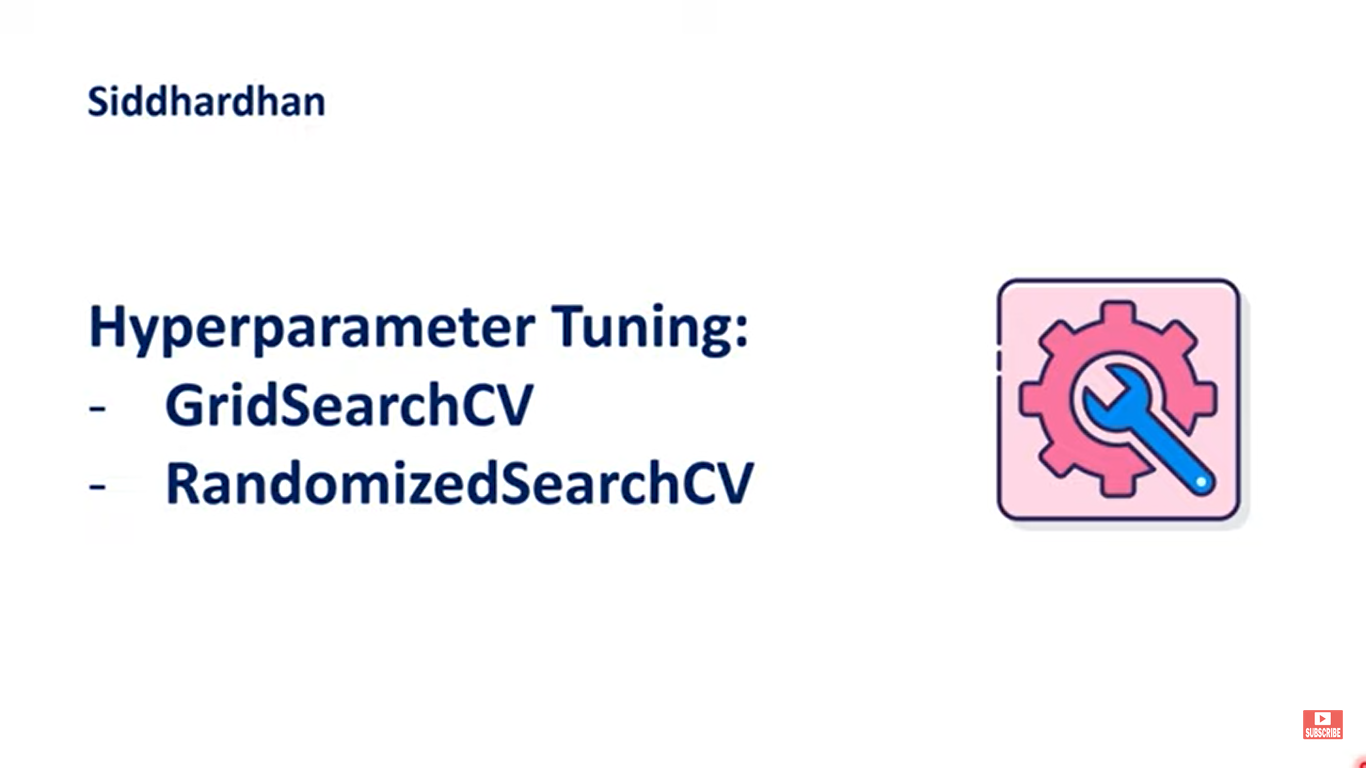 Siddhardhan
Hyperparameter Tuning:
- GridSearchCV
- RandomizedSearchCV
SUBSCRIBE